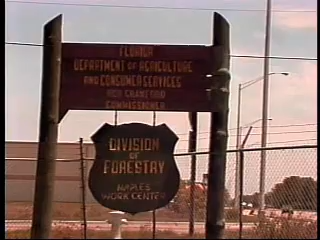 FLORIDA
DEPARTMENT OF AGRICULTURE
AND CONSUMER SERVICES
BOB CRAWFORD
COMMISSIONER
DIVISION
OF
FORESTRY
NAPLES
WORK CENTER